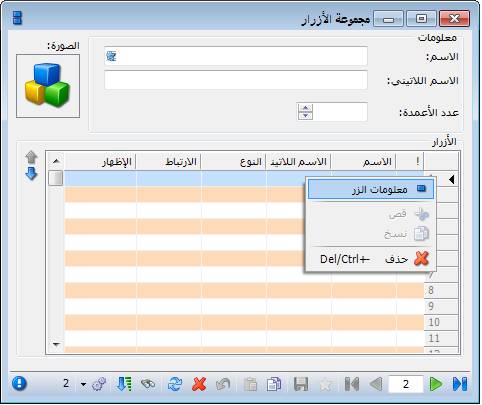 مجموعة الأزرار
معلومات
الصورة:
الاسم:
الاسم اللاتيني:
عدد الأعمدة:
الأزرار
! الاسم الاسم اللاتيني النوع الارتباط الإظهار
معلومات الزر
قص
نسخ
حذف Del/Ctrl+-
7
8
9
10
11
2
2